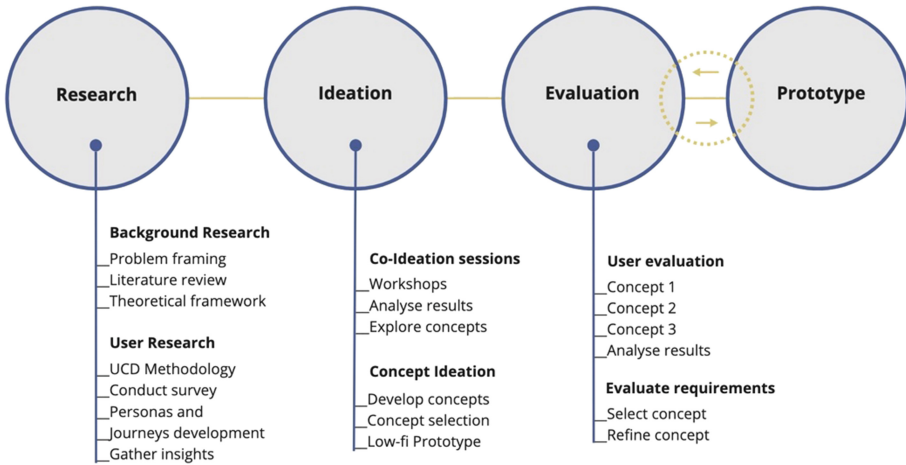 Research
Ideation
Evaluation
Prototype
Background Research
Problem framing
Literature review
Theoretical framework
User Research
UCD Methodology
Conduct survey
Personas and
Journeys development
Gather insights
Co-Ideation sessions
Workshops
Analyse results
Explore concepts
Concept Ideation
Develop concepts
Concept selection
Low-fi Prototype
User evaluation
Concept 1
Concept 2
Concept 3
Analyse results
Evaluate requirements
Select concept
Refine concept